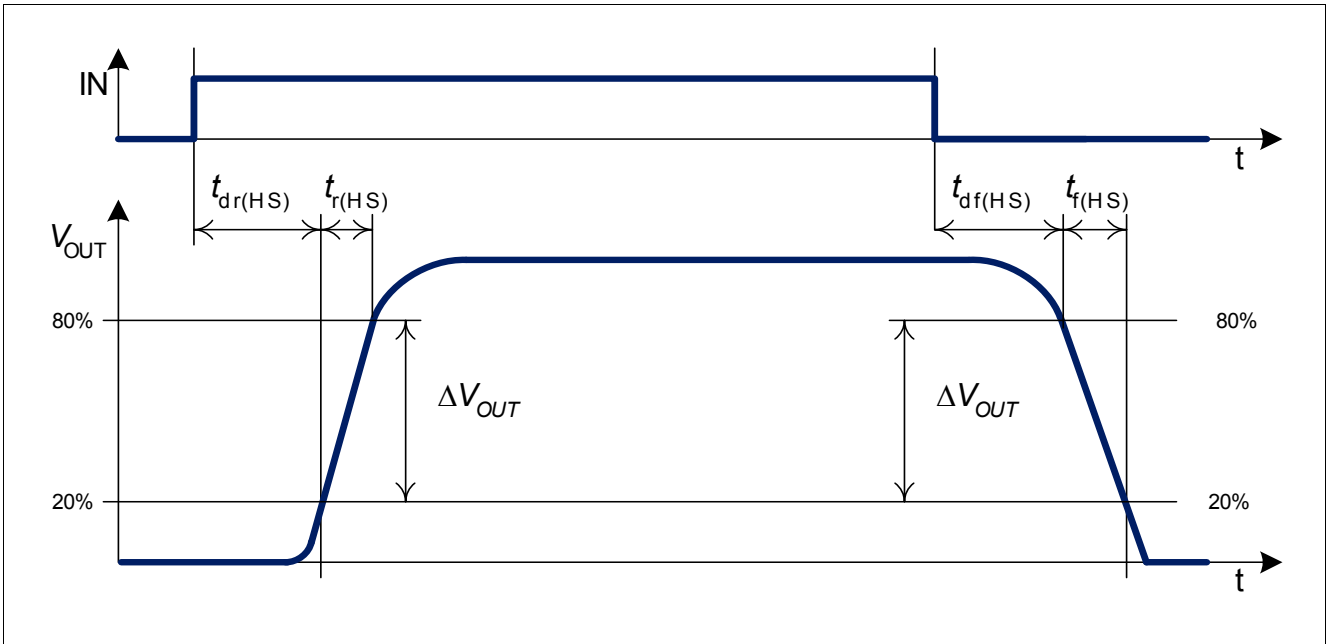 IN
t
tdr(HS) tr(HS) tdf(HS) tf(HS)
VOUT
80% 80%
ΔVOUT ΔVOUT
20% 20%
t